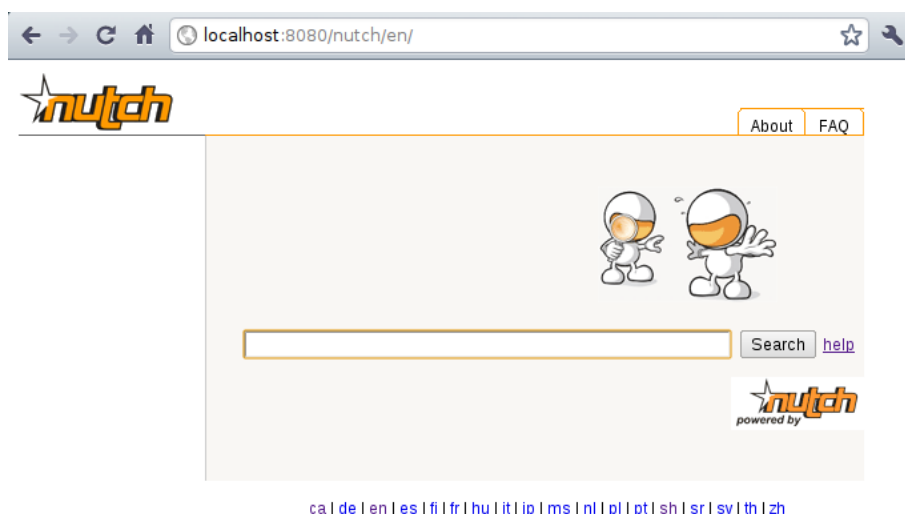 localhost:8080/nutch/en/
nutch
About FAQ
Search help
nutch
powered by
ca | de | en | es | fi | fr | hu | it | jp | ms | nl | pl | pt | sh | sr | sv | th | zh